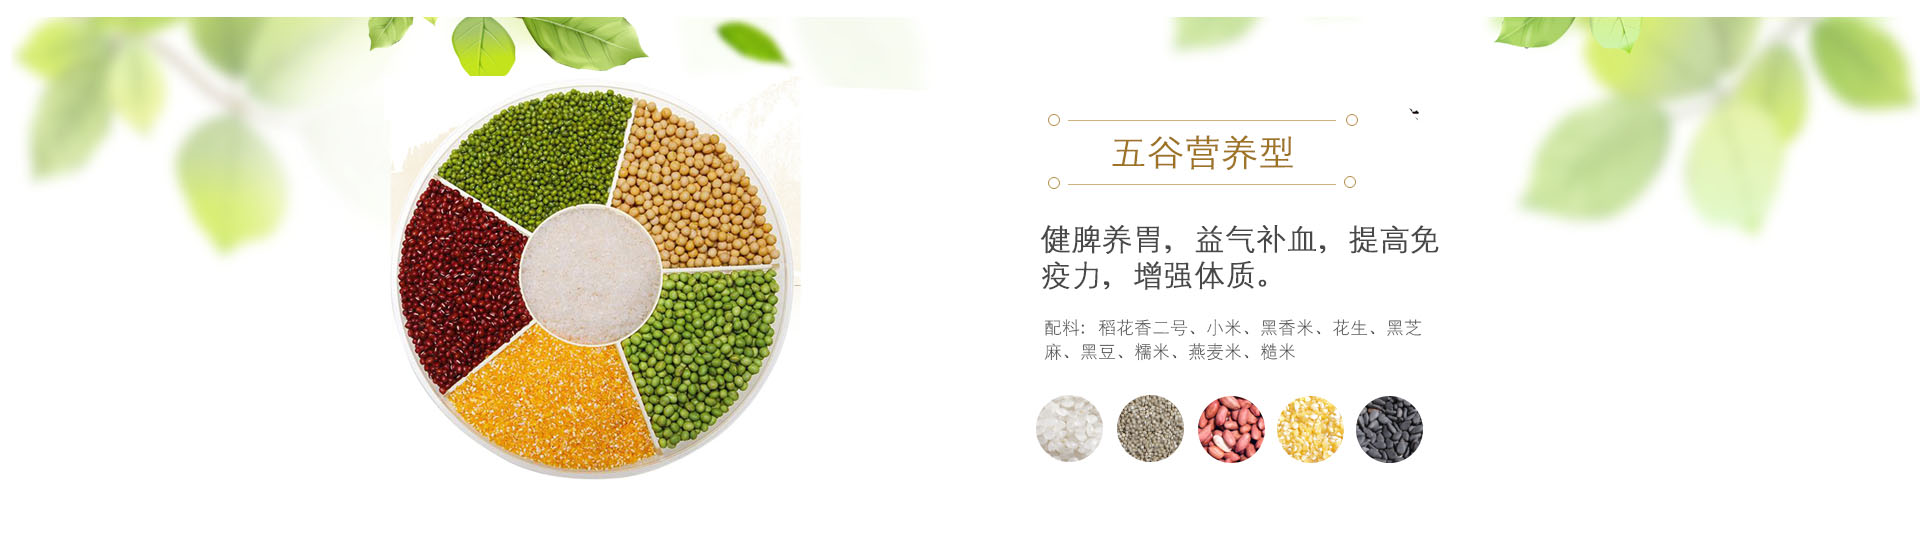 五谷营养型
健脾养胃，益气补血，提高免
疫力，增强体质。
配料：稻花香二号、小米、黑香米、花生、黑芝
麻、黑豆、糯米、燕麦米、糙米